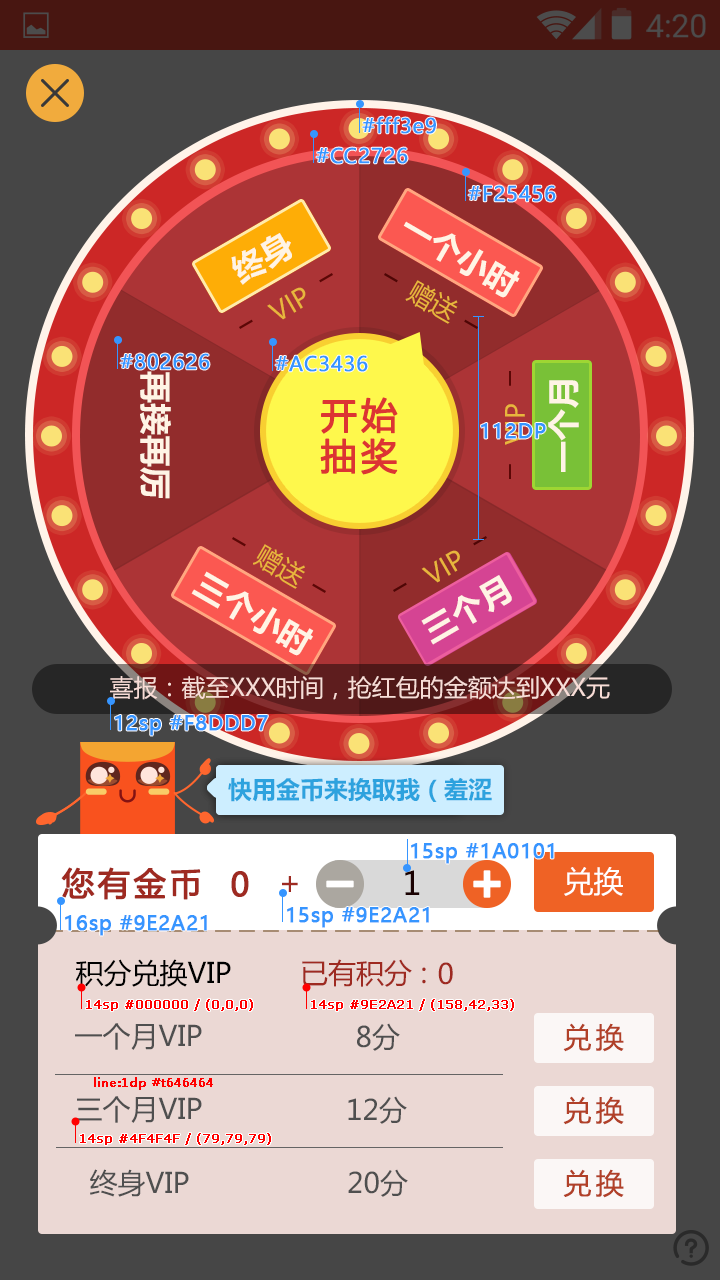 4:20
#fff3e9
#CC2726
#F25456
终身
VIP
一个小时
赠送
#802626
#AC3436
再接再历
开始
抽奖
112DP
VIP
一个月
赠送
三个小时
VIP
三个月
喜报：截至XXX时间，抢红包的金额达到XXX元
12sp #F8DDD7
快用金币来换取我（羞涩
15sp #1A0101
您有金币 0 + 1 兑换
16sp #9E2A21
15sp #9E2A21
积分兑换VIP 已有积分：0
14sp #000000 / (0,0,0) 14sp #9E2A21 / (158,42,33)
一个月VIP 8分 兑换
line:1dp #t646464
三个月VIP 12分 兑换
14sp #4F4F4F / (79,79,79)
终身VIP 20分 兑换
?